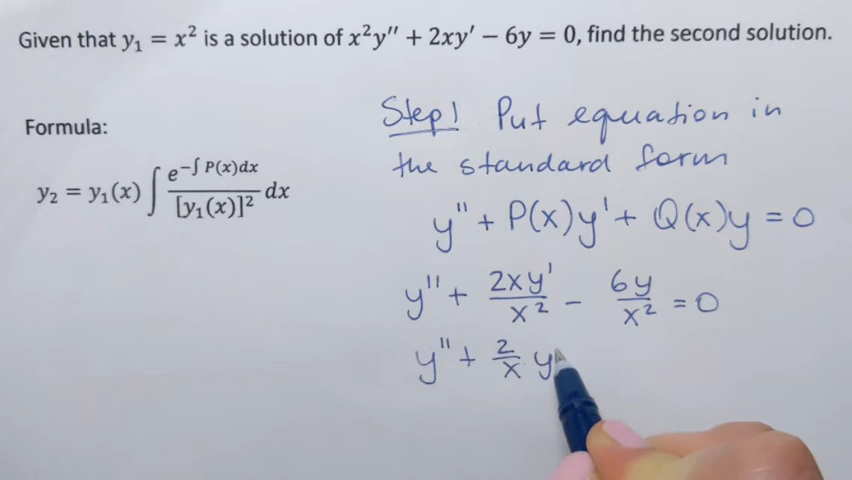 Given that y₁ = x² is a solution of x²y′′ + 2xy′ − 6y = 0, find the second solution.
Formula:
y₂ = y₁(x) ∫ e^(−∫ P(x)dx) / [y₁(x)]² dx
Step 1 Put equation in
the standard form
y'' + P(x)y' + Q(x)y = 0
y'' + 2xy'/x² − 6y/x² = 0
y'' + 2/x y